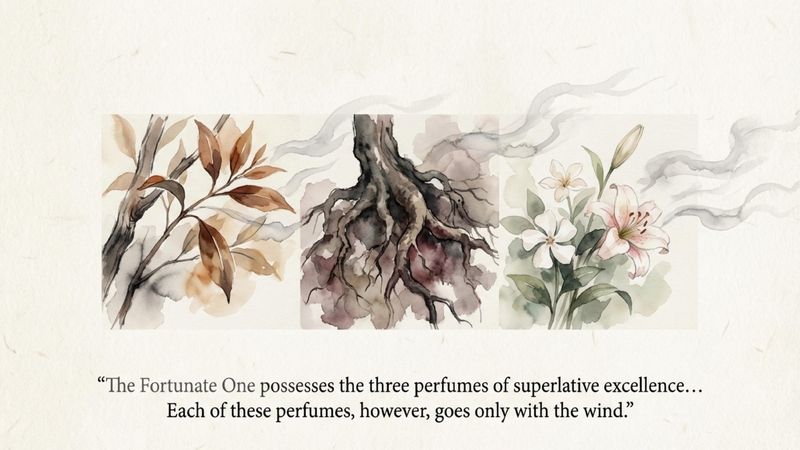 “The Fortunate One possesses the three perfumes of superlative excellence…
Each of these perfumes, however, goes only with the wind.”